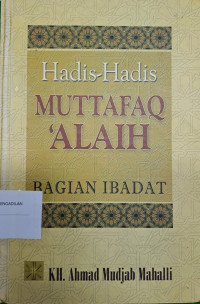 Hadis-Hadis
MUTTAFAQ
'ALAIH
BAGIAN IBADAT
KH. Ahmad Mudjab Mahalli